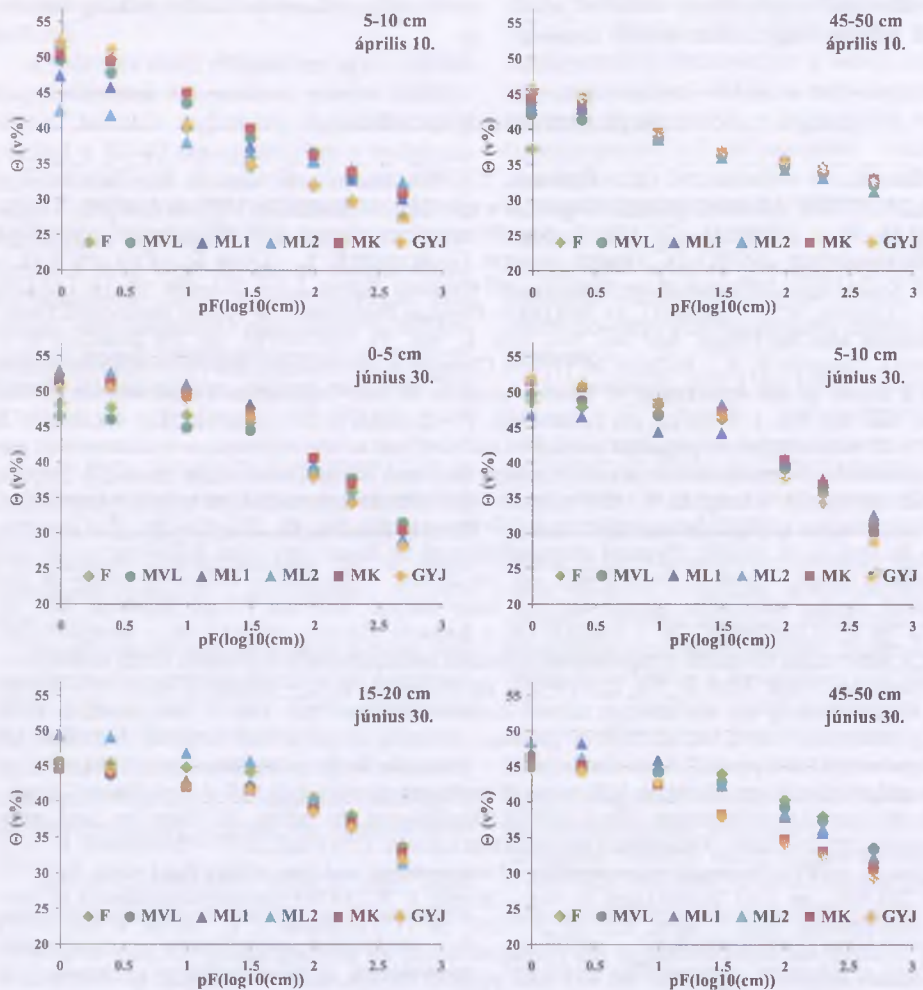 5-10 cm
április 10.
Θ (v%)
55
50
45
40
35
30
25
20
F MVL ML1 ML2 MK GYJ
0 0.5 1 1.5 2 2.5 3
pF(log10(cm))
45-50 cm
április 10.
Θ (v%)
55
50
45
40
35
30
25
20
F MVL ML1 ML2 MK GYJ
0 0.5 1 1.5 2 2.5 3
pF(log10(cm))
0-5 cm
június 30.
Θ (v%)
55
50
45
40
35
30
25
20
F MVL ML1 ML2 MK GYJ
0 0.5 1 1.5 2 2.5 3
pF(log10(cm))
5-10 cm
június 30.
Θ (v%)
55
50
45
40
35
30
25
20
F MVL ML1 ML2 MK GYJ
0 0.5 1 1.5 2 2.5 3
pF(log10(cm))
15-20 cm
június 30.
Θ (v%)
55
50
45
40
35
30
25
20
F MVL ML1 ML2 MK GYJ
0 0.5 1 1.5 2 2.5 3
pF(log10(cm))
45-50 cm
június 30.
Θ (v%)
55
50
45
40
35
30
25
20
F MVL ML1 ML2 MK GYJ
0 0.5 1 1.5 2 2.5 3
pF(log10(cm))